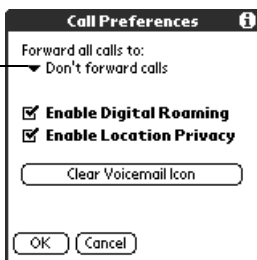 Call Preferences
Forward all calls to:
Don't forward calls
Enable Digital Roaming
Enable Location Privacy
Clear Voicemail Icon
OK Cancel